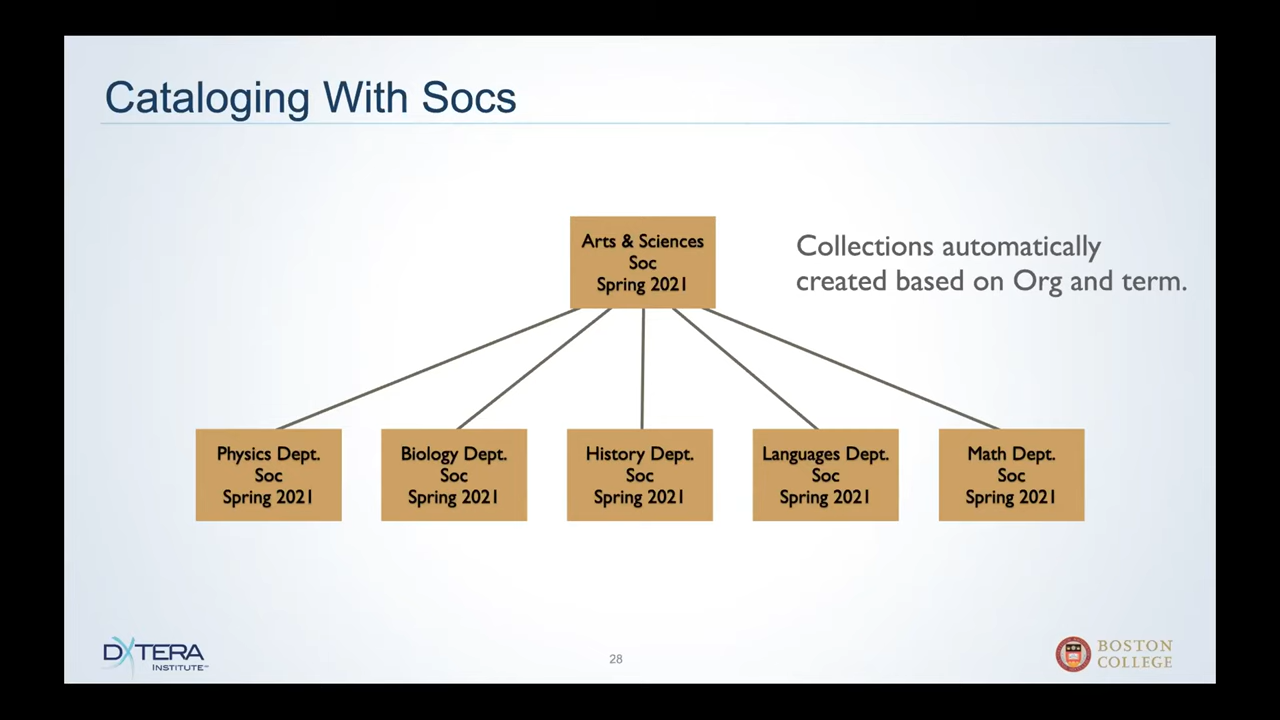 Cataloging With Socs
Arts & Sciences
Soc
Spring 2021
Collections automatically
created based on Org and term.
Physics Dept.
Soc
Spring 2021
Biology Dept.
Soc
Spring 2021
History Dept.
Soc
Spring 2021
Languages Dept.
Soc
Spring 2021
Math Dept.
Soc
Spring 2021
DXTERA
INSTITUTE™
28
BOSTON
COLLEGE